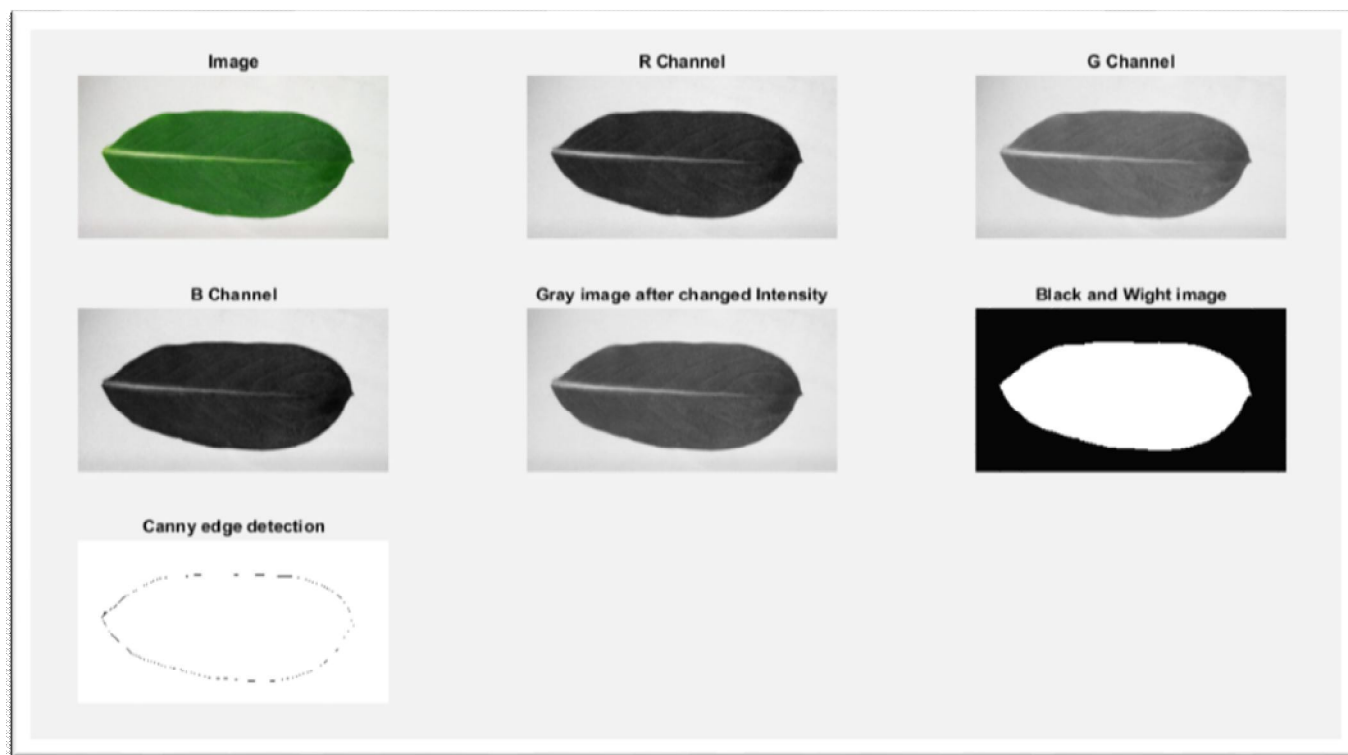 Image
R Channel
G Channel
B Channel
Gray image after changed Intensity
Black and Wight image
Canny edge detection